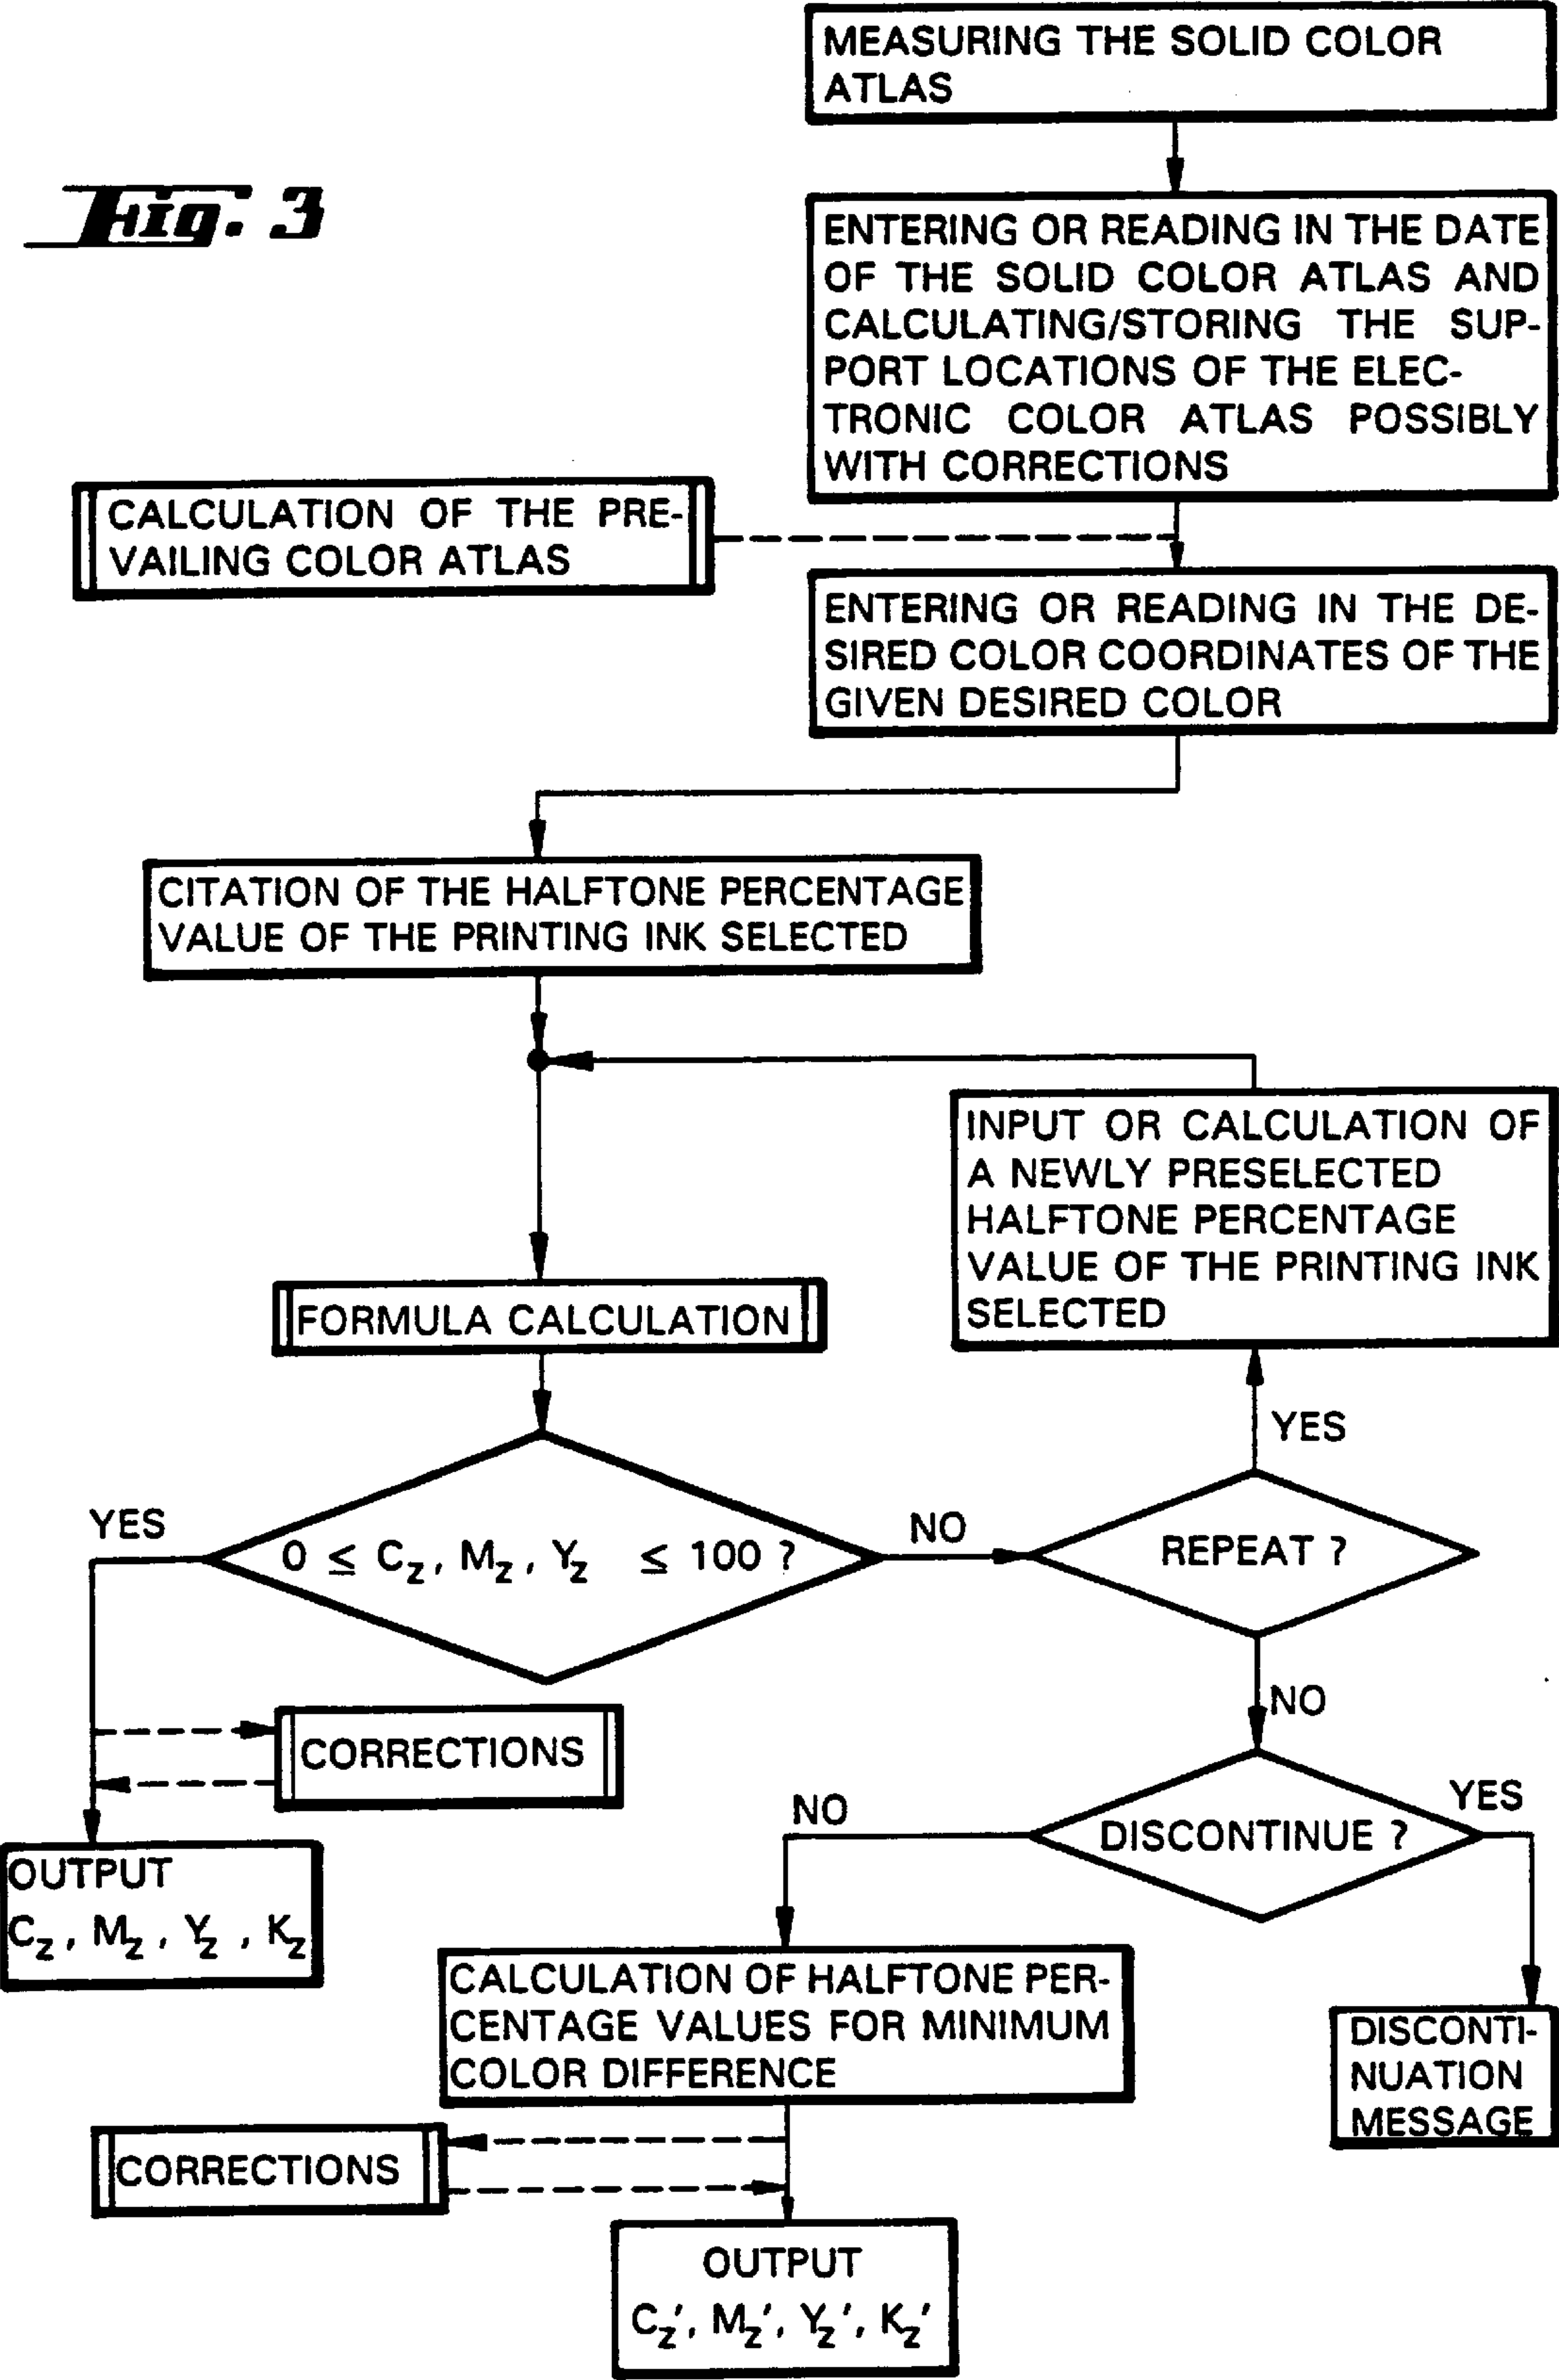 Fig. 3
MEASURING THE SOLID COLOR
ATLAS
ENTERING OR READING IN THE DATE
OF THE SOLID COLOR ATLAS AND
CALCULATING/STORING THE SUP-
PORT LOCATIONS OF THE ELEC-
TRONIC COLOR ATLAS POSSIBLY
WITH CORRECTIONS
CALCULATION OF THE PRE-
VAILING COLOR ATLAS
ENTERING OR READING IN THE DE-
SIRED COLOR COORDINATES OF THE
GIVEN DESIRED COLOR
CITATION OF THE HALFTONE PERCENTAGE
VALUE OF THE PRINTING INK SELECTED
INPUT OR CALCULATION OF
A NEWLY PRESELECTED
HALFTONE PERCENTAGE
VALUE OF THE PRINTING INK
SELECTED
FORMULA CALCULATION
YES
YES
0 ≤ Cz, Mz, Yz ≤ 100 ?
NO
REPEAT ?
NO
CORRECTIONS
NO
DISCONTINUE ?
YES
OUTPUT
Cz, Mz, Yz, Kz
CALCULATION OF HALFTONE PER-
CENTAGE VALUES FOR MINIMUM
COLOR DIFFERENCE
DISCONTI-
NUATION
MESSAGE
CORRECTIONS
OUTPUT
Cz', Mz', Yz', Kz'